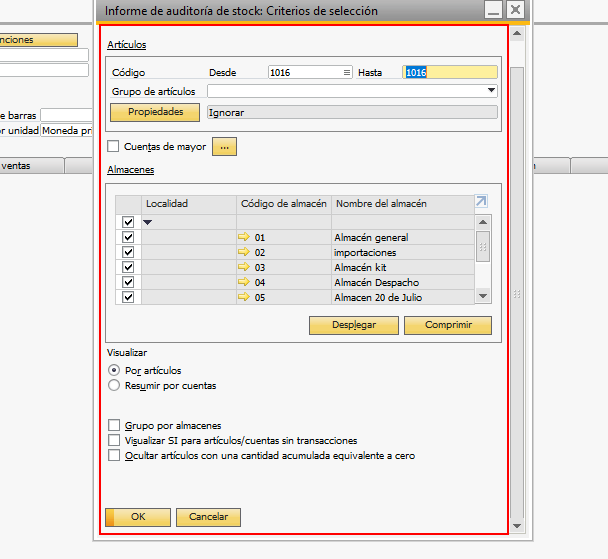 Informe de auditoría de stock: Criterios de selección
nciones
e barras
or unidad Moneda pri
ventas
n
Artículos
Código Desde 1016 Hasta 1016
Grupo de artículos
Propiedades Ignorar
Cuentas de mayor ...
Almacenes
Localidad Código de almacén Nombre del almacén
01 Almacén general
02 importaciones
03 Almacén kit
04 Almacén Despacho
05 Almacen 20 de Julio
Desplegar Comprimir
Visualizar
Por artículos
Resumir por cuentas
Grupo por almacenes
Visualizar SI para artículos/cuentas sin transacciones
Ocultar artículos con una cantidad acumulada equivalente a cero
OK Cancelar